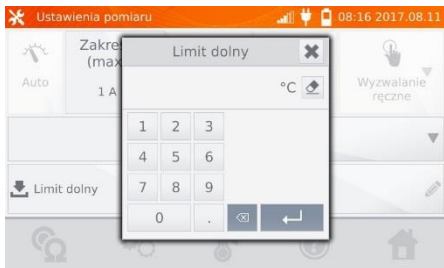 Ustawienia pomiaru 08:16 2017.08.11
Auto
Zakre
(max
1 A
Limit dolny
°C
Wyzwalanie
ręczne
1 2 3
4 5 6
7 8 9
0 .
Limit dolny